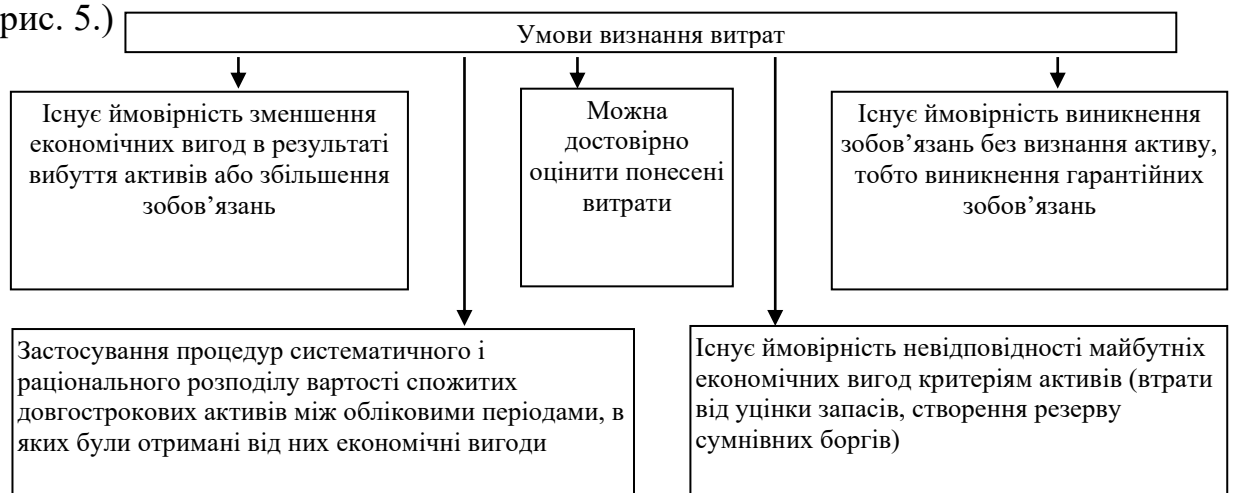 рис. 5.)
Умови визнання витрат
Існує ймовірність зменшення
економічних вигод в результаті
вибуття активів або збільшення
зобов’язань
Можна
достовірно
оцінити понесені
витрати
Існує ймовірність виникнення
зобов’язань без визнання активу,
тобто виникнення гарантійних
зобов’язань
Застосування процедур систематичного і
раціонального розподілу вартості спожитих
довгострокових активів між обліковими періодами, в
яких були отримані від них економічні вигоди
Існує ймовірність невідповідності майбутніх
економічних вигод критеріям активів (втрати
від уцінки запасів, створення резерву
сумнівних боргів)